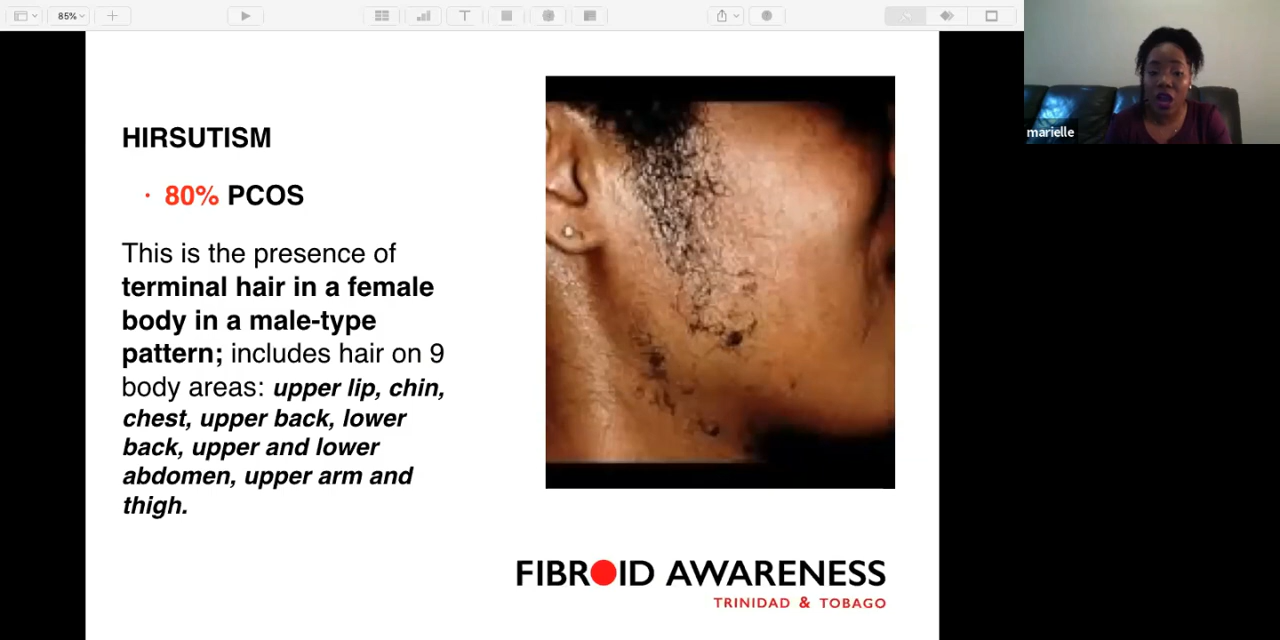 85%
HIRSUTISM
· 80% PCOS
This is the presence of
terminal hair in a female
body in a male-type
pattern; includes hair on 9
body areas: upper lip, chin,
chest, upper back, lower
back, upper and lower
abdomen, upper arm and
thigh.
FIBROID AWARENESS
TRINIDAD & TOBAGO
marielle